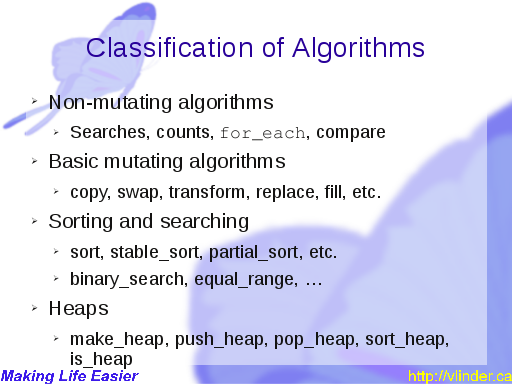 Classification of Algorithms
➢ Non-mutating algorithms
➢ Searches, counts, for_each, compare
➢ Basic mutating algorithms
➢ copy, swap, transform, replace, fill, etc.
➢ Sorting and searching
➢ sort, stable_sort, partial_sort, etc.
➢ binary_search, equal_range, …
➢ Heaps
➢ make_heap, push_heap, pop_heap, sort_heap,
is_heap
Making Life Easier
http://vlinder.ca